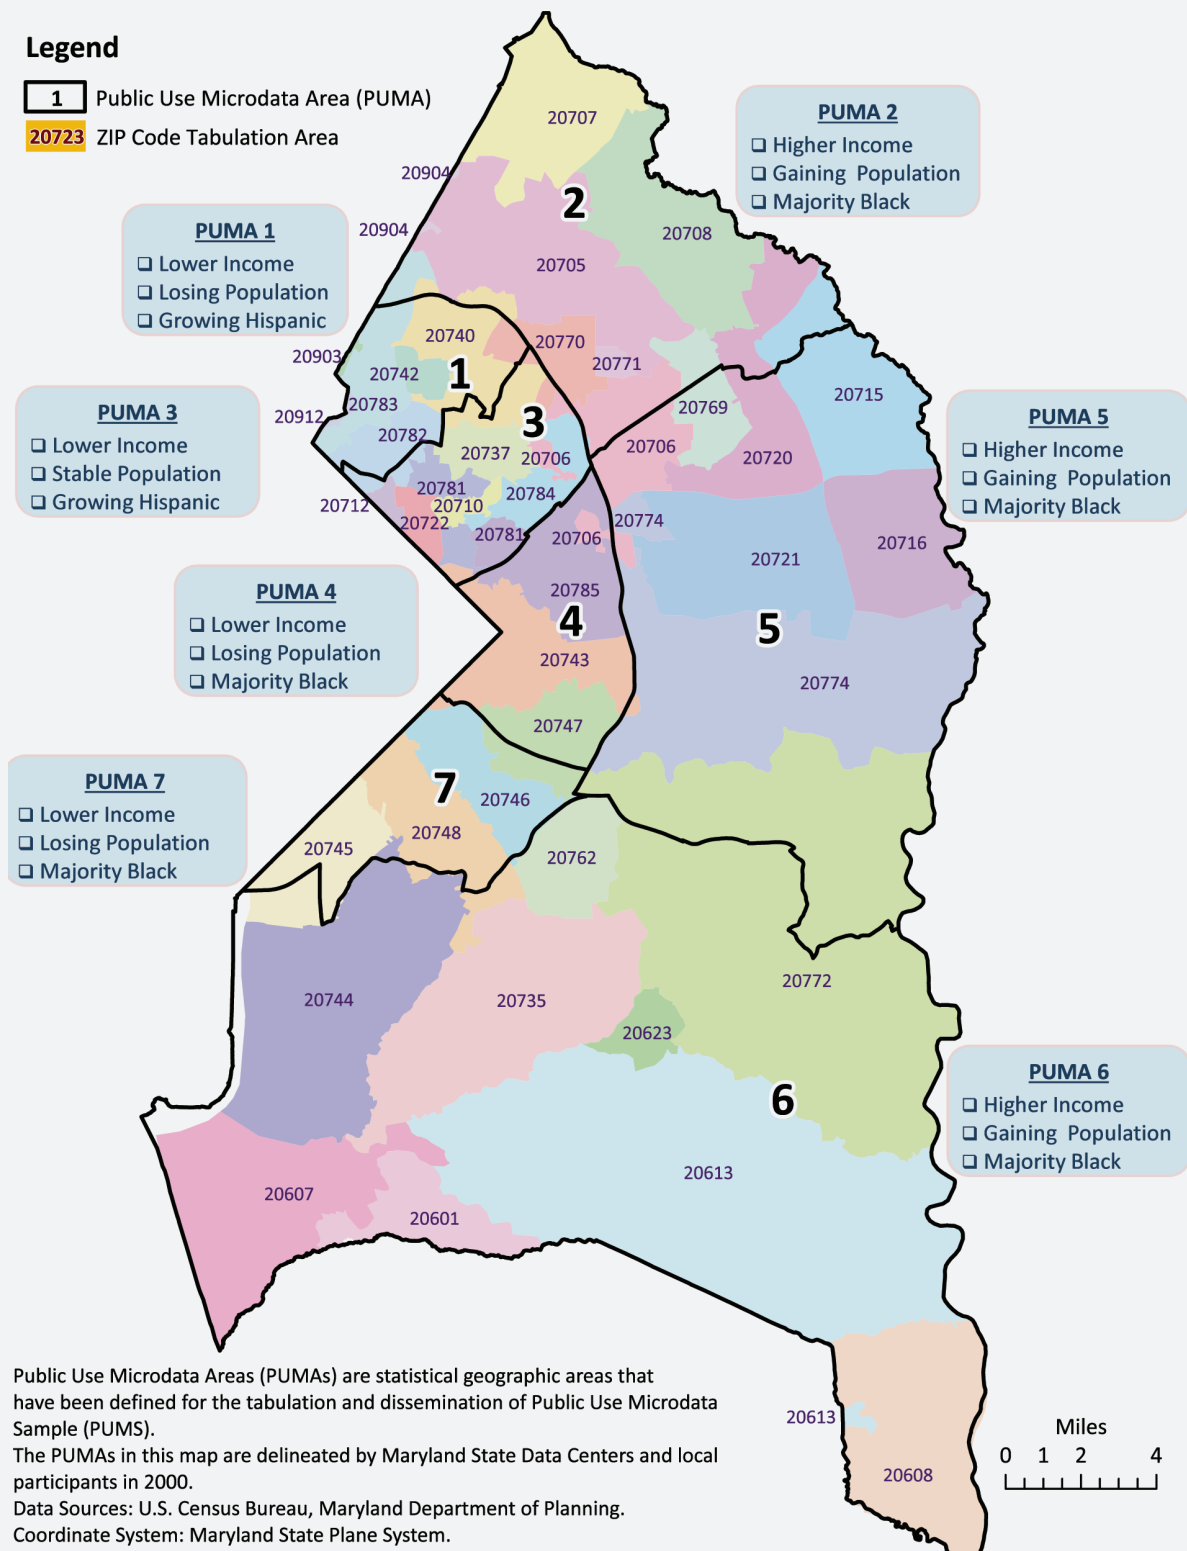 Legend
1 Public Use Microdata Area (PUMA)
20723 ZIP Code Tabulation Area
PUMA 2
Higher Income
Gaining Population
Majority Black
PUMA 1
Lower Income
Losing Population
Growing Hispanic
PUMA 3
Lower Income
Stable Population
Growing Hispanic
PUMA 5
Higher Income
Gaining Population
Majority Black
PUMA 4
Lower Income
Losing Population
Majority Black
PUMA 7
Lower Income
Losing Population
Majority Black
PUMA 6
Higher Income
Gaining Population
Majority Black
20707
20904
2
20904
20708
20705
20740
20770
20903
20771
20742
1
20715
20783
20769
20912
3
20782
20706
20737
20706
20720
20781
20784
20712
20710
20722
20774
20781
20706
20716
20721
20785
4
5
20743
20774
20747
7
20746
20748
20745
20762
20772
20744
20735
20623
6
20613
20607
20601
20613
20608
Public Use Microdata Areas (PUMAs) are statistical geographic areas that
have been defined for the tabulation and dissemination of Public Use Microdata
Sample (PUMS).
The PUMAs in this map are delineated by Maryland State Data Centers and local
participants in 2000.
Data Sources: U.S. Census Bureau, Maryland Department of Planning.
Coordinate System: Maryland State Plane System.
Miles
0 1 2 4